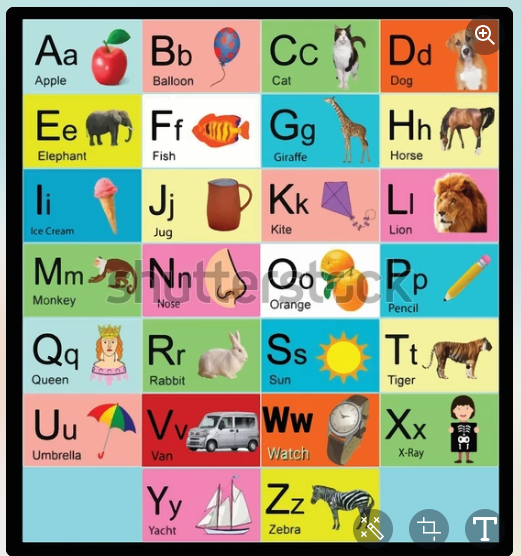 Aa Bb Cc Dd
Apple Balloon Cat Dog
Ee Ff Gg Hh
Elephant Fish Giraffe Horse
Ii Jj Kk Ll
Ice Cream Jug Kite Lion
Mm Nn Oo Pp
shutterstock
Monkey Nose Orange Pencil
Qq Rr Ss Tt
Queen Rabbit Sun Tiger
Uu Vv Ww Xx
Umbrella Van Watch X-Ray
Yy Zz
Yacht Zebra
T